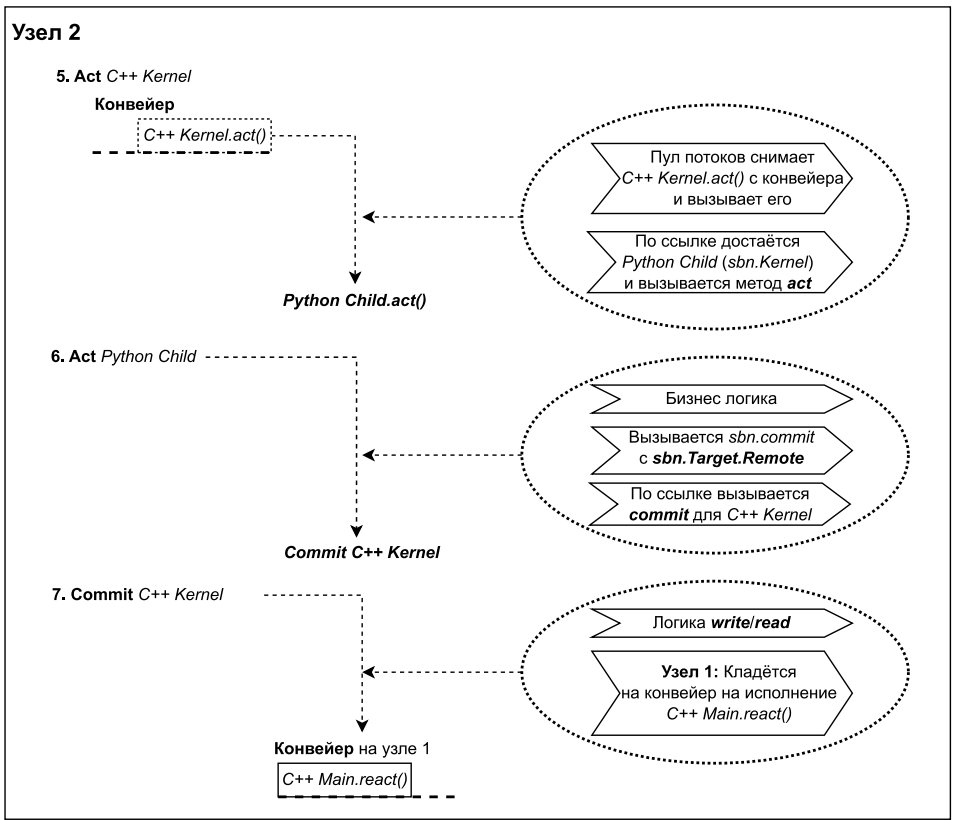 Узел 2
5. Act C++ Kernel
Конвейер
C++ Kernel.act()
Пул потоков снимает
C++ Kernel.act() с конвейера
и вызывает его
По ссылке достаётся
Python Child (sbn.Kernel)
и вызывается метод act
Python Child.act()
6. Act Python Child
Бизнес логика
Вызывается sbn.commit
с sbn.Target.Remote
По ссылке вызывается
commit для C++ Kernel
Commit C++ Kernel
7. Commit C++ Kernel
Логика write/read
Узел 1: Кладётся
на конвейер на исполнение
C++ Main.react()
Конвейер на узле 1
C++ Main.react()